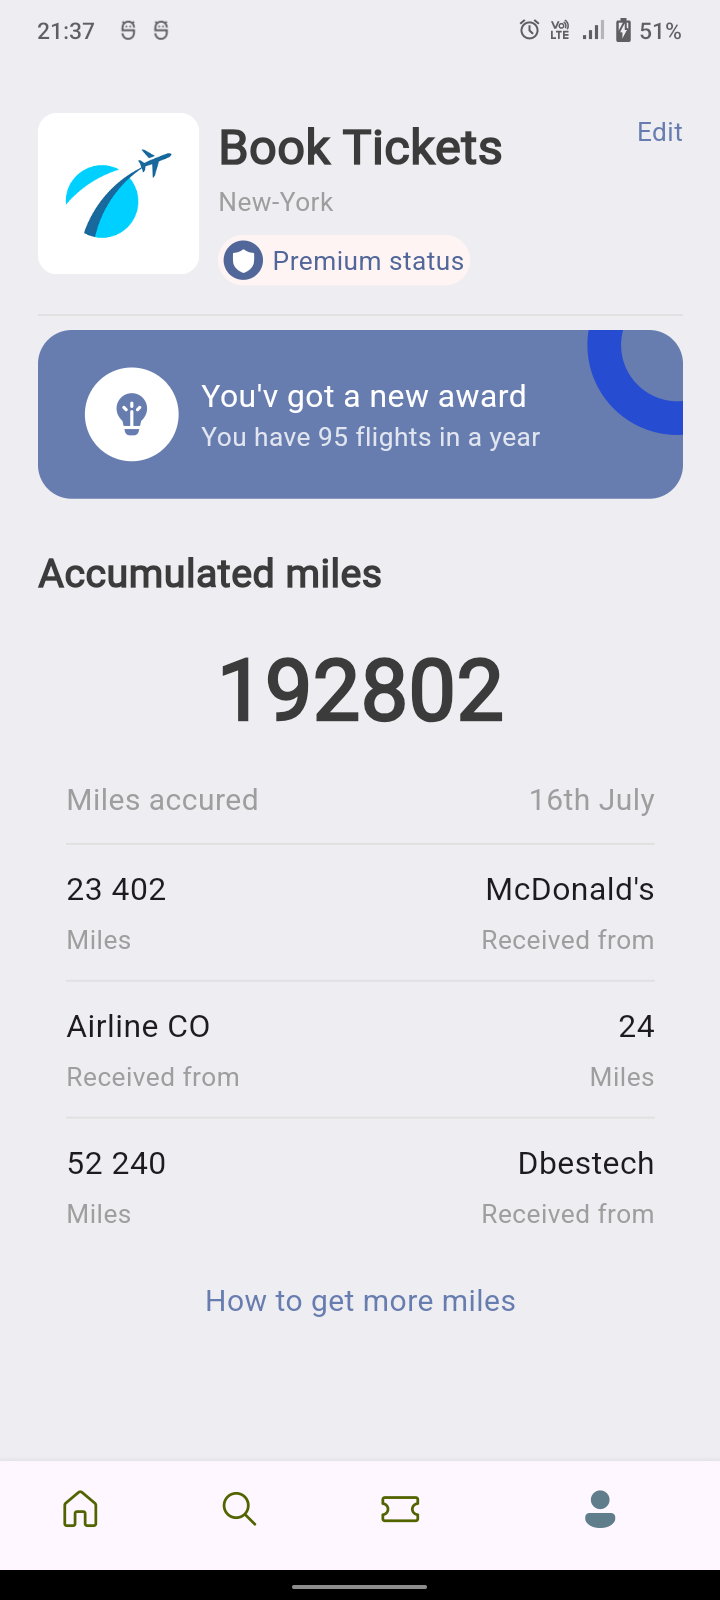 21:37
Vo) LTE
51%
Book Tickets
Edit
New-York
Premium status
You'v got a new award
You have 95 flights in a year
Accumulated miles
192802
Miles accured 16th July
23 402 McDonald's
Miles Received from
Airline CO 24
Received from Miles
52 240 Dbestech
Miles Received from
How to get more miles